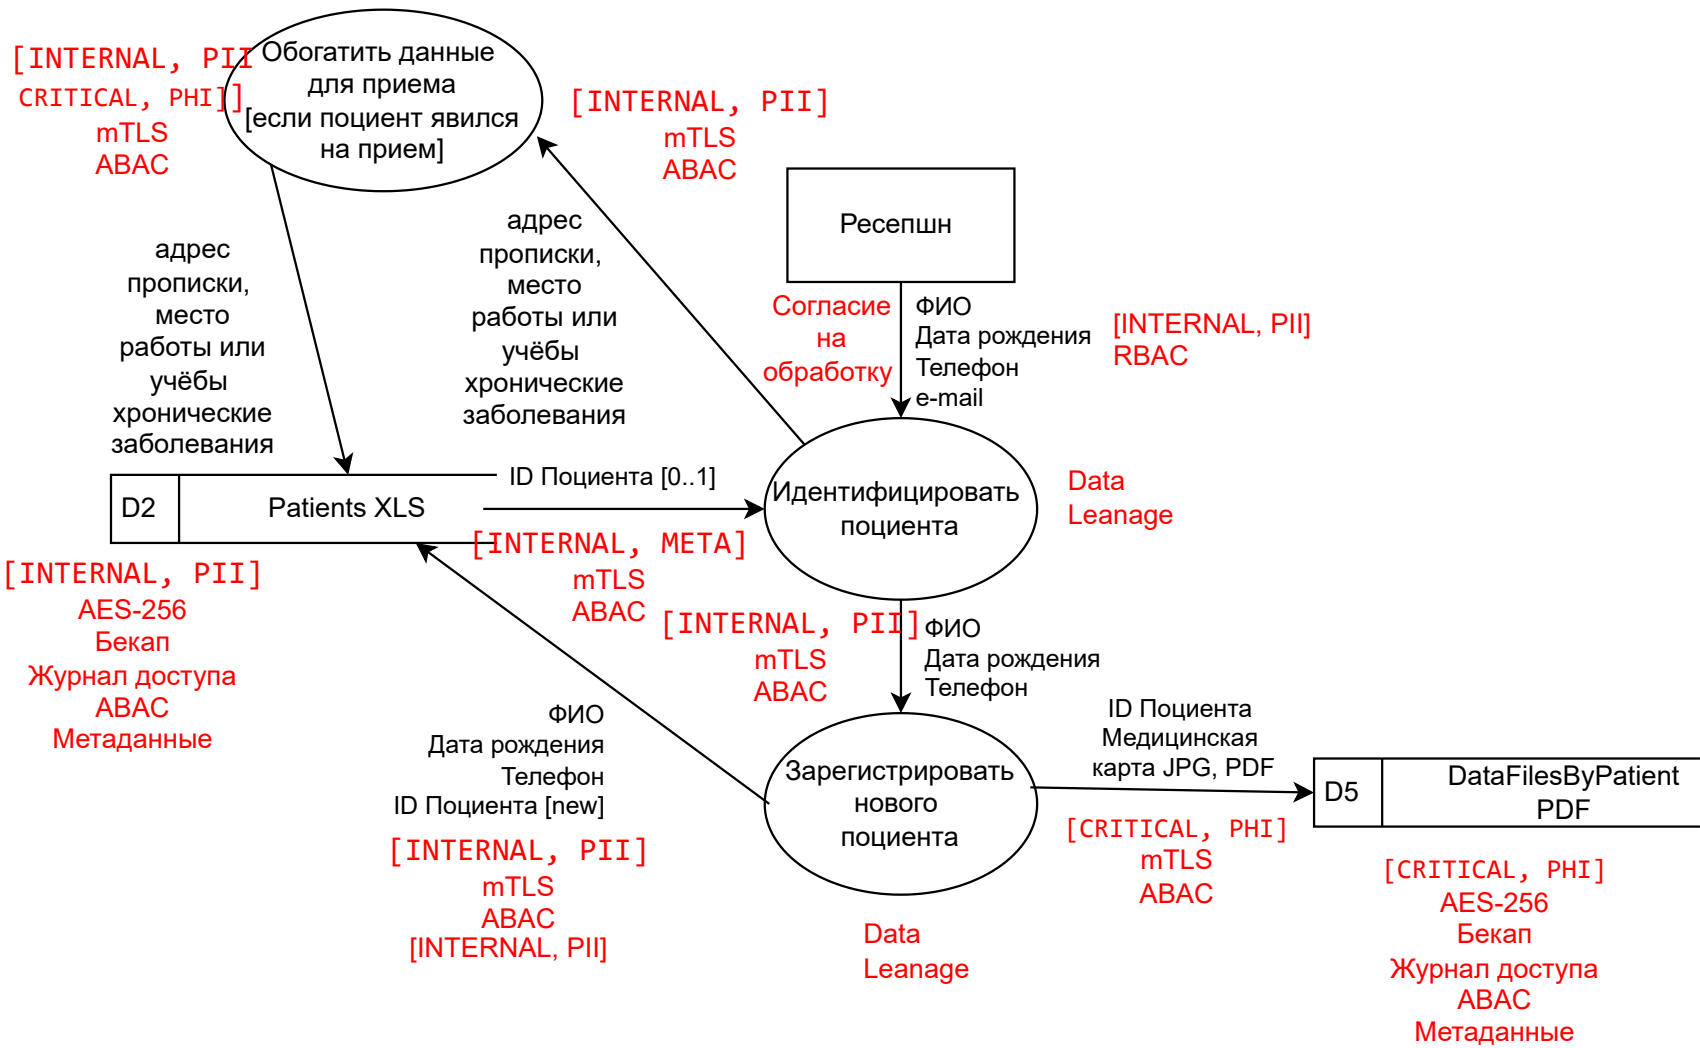 [INTERNAL, PII
CRITICAL, PHI]]
mTLS
ABAC
Обогатить данные
для приема
[если поциент явился
на прием]
[INTERNAL, PII]
mTLS
ABAC
Ресепшн
адрес
прописки,
место
работы или
учёбы
хронические
заболевания
адрес
прописки,
место
работы или
учёбы
хронические
заболевания
Согласие
на
обработку
ФИО
Дата рождения
Телефон
e-mail
[INTERNAL, PII]
RBAC
D2
Patients XLS
ID Поциента [0..1]
Идентифицировать
поциента
Data
Leanage
[INTERNAL, META]
mTLS
ABAC
[INTERNAL, PII]
AES-256
Бекап
Журнал доступа
ABAC
Метаданные
[INTERNAL, PII]
mTLS
ABAC
ФИО
Дата рождения
Телефон
ФИО
Дата рождения
Телефон
ID Поциента [new]
[INTERNAL, PII]
mTLS
ABAC
[INTERNAL, PII]
Зарегистрировать
нового
поциента
Data
Leanage
ID Поциента
Медицинская
карта JPG, PDF
[CRITICAL, PHI]
mTLS
ABAC
D5
DataFilesByPatient
PDF
[CRITICAL, PHI]
AES-256
Бекап
Журнал доступа
ABAC
Метаданные